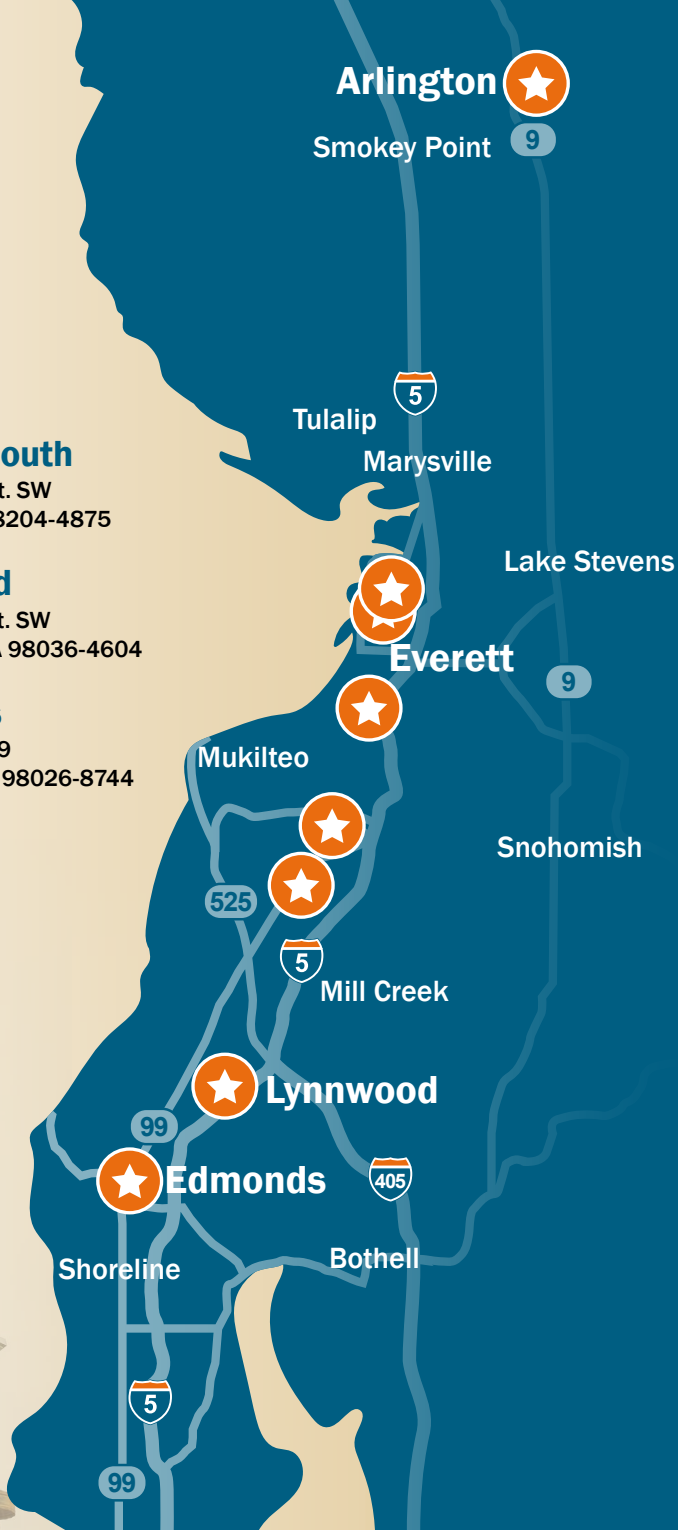 Arlington
9
Smokey Point
5
Tulalip
Marysville
outh
t. SW
8204-4875
Lake Stevens
d
t. SW
98036-4604
Everett
9
9
98026-8744
Mukilteo
Snohomish
525
5
Mill Creek
Lynnwood
99
Edmonds
405
Bothell
Shoreline
5
99